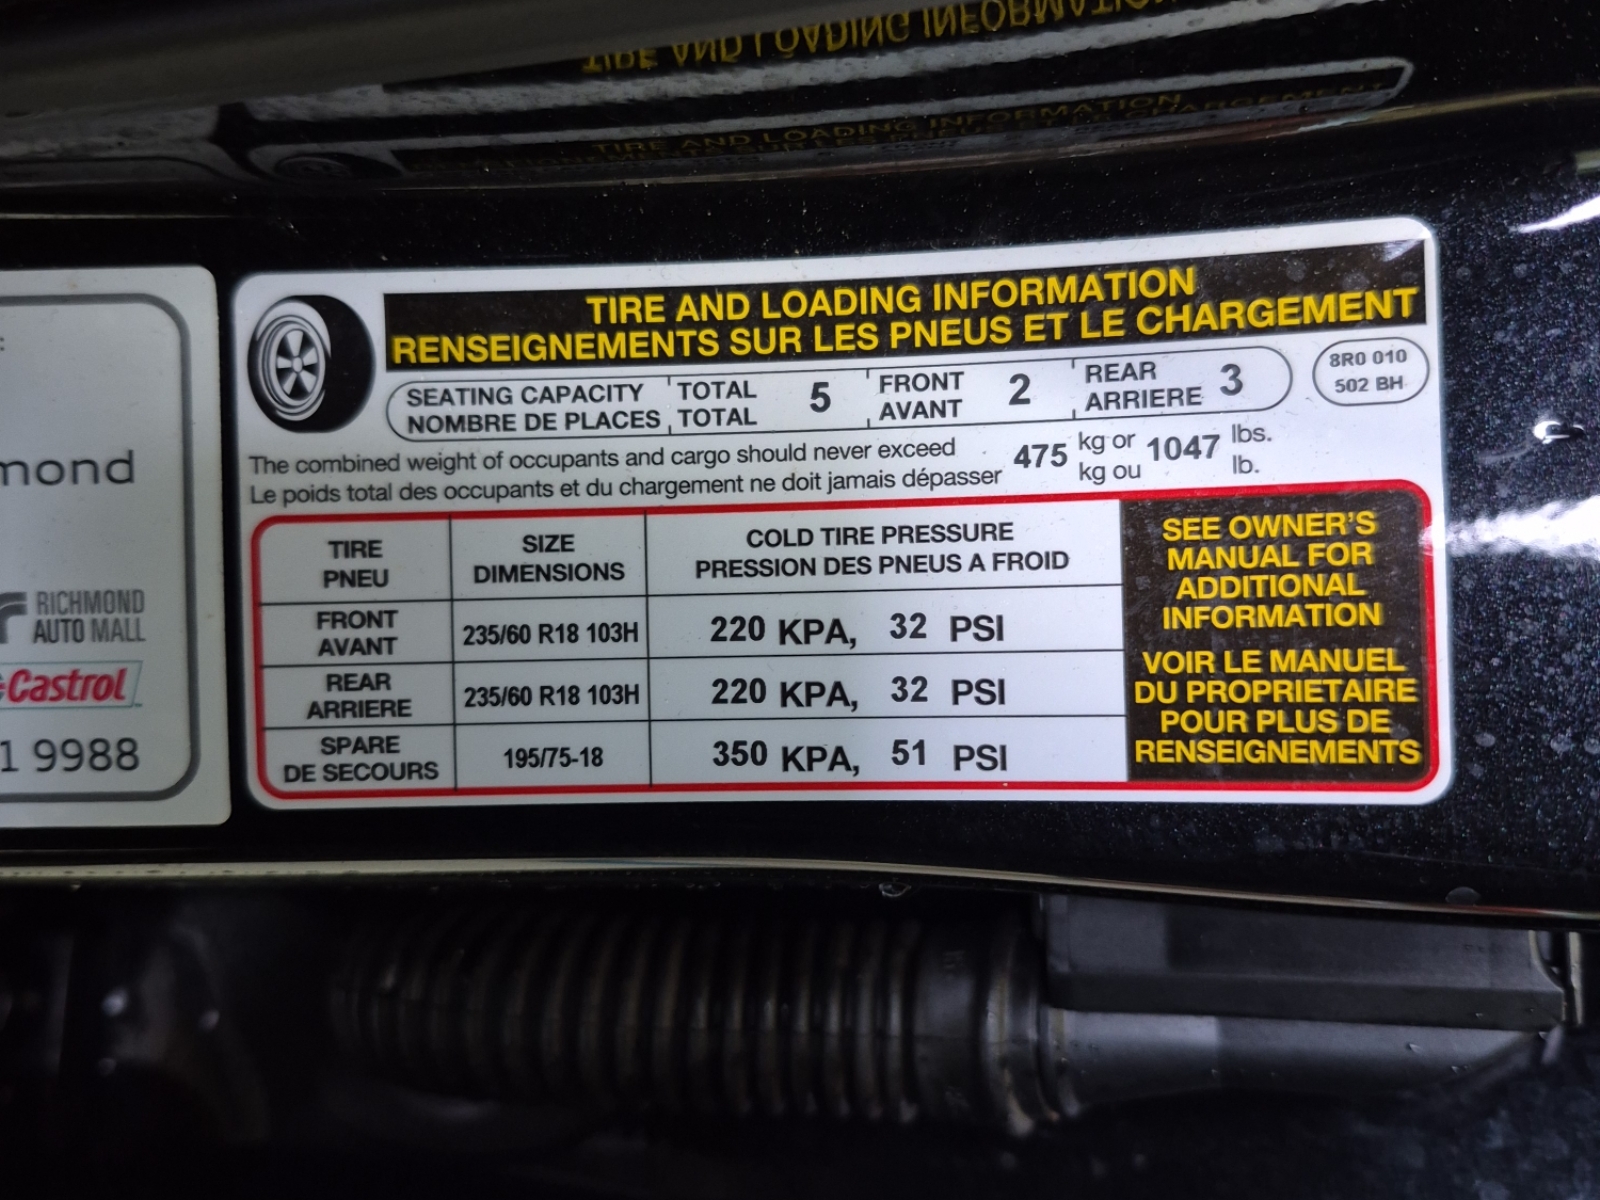 TIRE AND LOADING INFORMATION
TIRE AND LOADING INFORMATION
TIRE AND LOADING INFORMATION
RENSEIGNEMENTS SUR LES PNEUS ET LE CHARGEMENT
SEATING CAPACITY TOTAL 5 FRONT 2 REAR 3
NOMBRE DE PLACES TOTAL AVANT ARRIERE
8R0 010
502 BH
The combined weight of occupants and cargo should never exceed 475 kg or 1047 lbs.
Le poids total des occupants et du chargement ne doit jamais dépasser kg ou lb.
TIRE SIZE COLD TIRE PRESSURE
PNEU DIMENSIONS PRESSION DES PNEUS A FROID
FRONT
AVANT 235/60 R18 103H 220 KPA, 32 PSI
REAR
ARRIERE 235/60 R18 103H 220 KPA, 32 PSI
SPARE
DE SECOURS 195/75-18 350 KPA, 51 PSI
SEE OWNER'S
MANUAL FOR
ADDITIONAL
INFORMATION
VOIR LE MANUEL
DU PROPRIETAIRE
POUR PLUS DE
RENSEIGNEMENTS
mond
RICHMOND
AUTO MALL
Castrol
1 9988